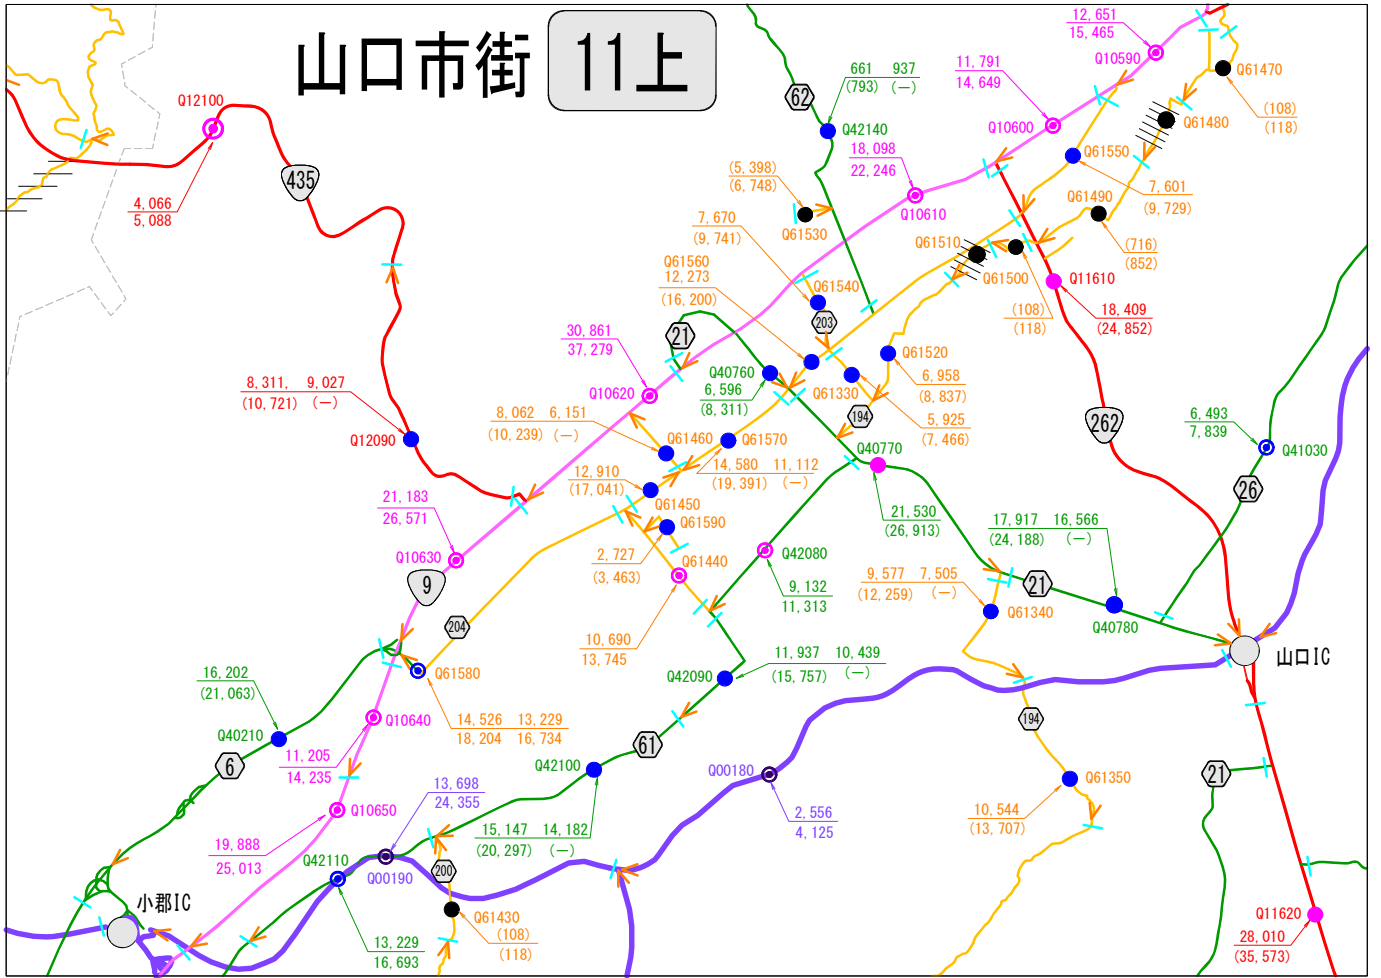 山口市街 11上
12,651
15,465
Q10590
11,791
14,649
Q10600
661 937
(793) (—)
62
Q42140
18,098
22,246
Q10610
Q61470
(108)
(118)
Q61480
Q61550
7,601
(9,729)
Q61490
(716)
(852)
Q12100
435
4,066
5,088
(5,398)
(6,748)
Q61530
7,670
(9,741)
Q61510
Q61500
(108)
(118)
Q11610
18,409
(24,852)
Q61560
12,273
(16,200)
Q61540
203
21
30,861
37,279
Q10620
Q40760
6,596
(8,311)
Q61330
Q61520
6,958
(8,837)
194
5,925
(7,466)
262
8,311, 9,027
(10,721) (—)
Q12090
8,062 6,151
(10,239) (—)
Q61460
Q61570
14,580 11,112
(19,391) (—)
Q40770
21,530
(26,913)
6,493
7,839
Q41030
26
12,910
(17,041)
Q61450
Q61590
2,727
(3,463)
Q61440
10,690
13,745
21,183
26,571
Q10630
9
Q42080
9,132
11,313
17,917 16,566
(24,188) (—)
9,577 7,505
(12,259) (—)
21
Q61340
Q40780
204
Q61580
14,526 13,229
18,204 16,734
16,202
(21,063)
Q40210
6
Q10640
11,205
14,235
Q42090
11,937 10,439
(15,757) (—)
山口IC
194
61
Q42100
15,147 14,182
(20,297) (—)
Q00180
2,556
4,125
Q61350
10,544
(13,707)
21
Q10650
19,888
25,013
13,698
24,355
Q00190
Q42110
13,229
16,693
200
Q61430
(108)
(118)
小郡IC
Q11620
28,010
(35,573)